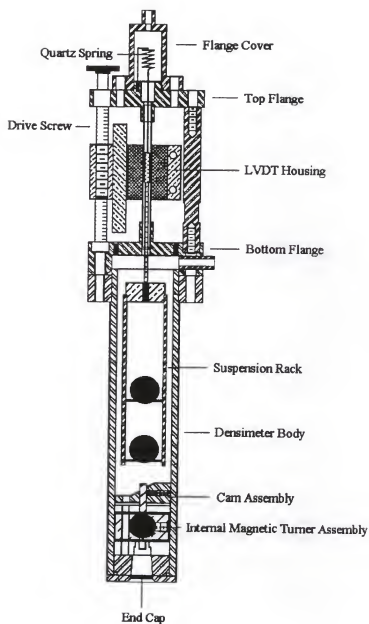 Flange Cover
Quartz Spring
Top Flange
Drive Screw
LVDT Housing
Bottom Flange
Suspension Rack
Densimeter Body
Cam Assembly
Internal Magnetic Turner Assembly
End Cap